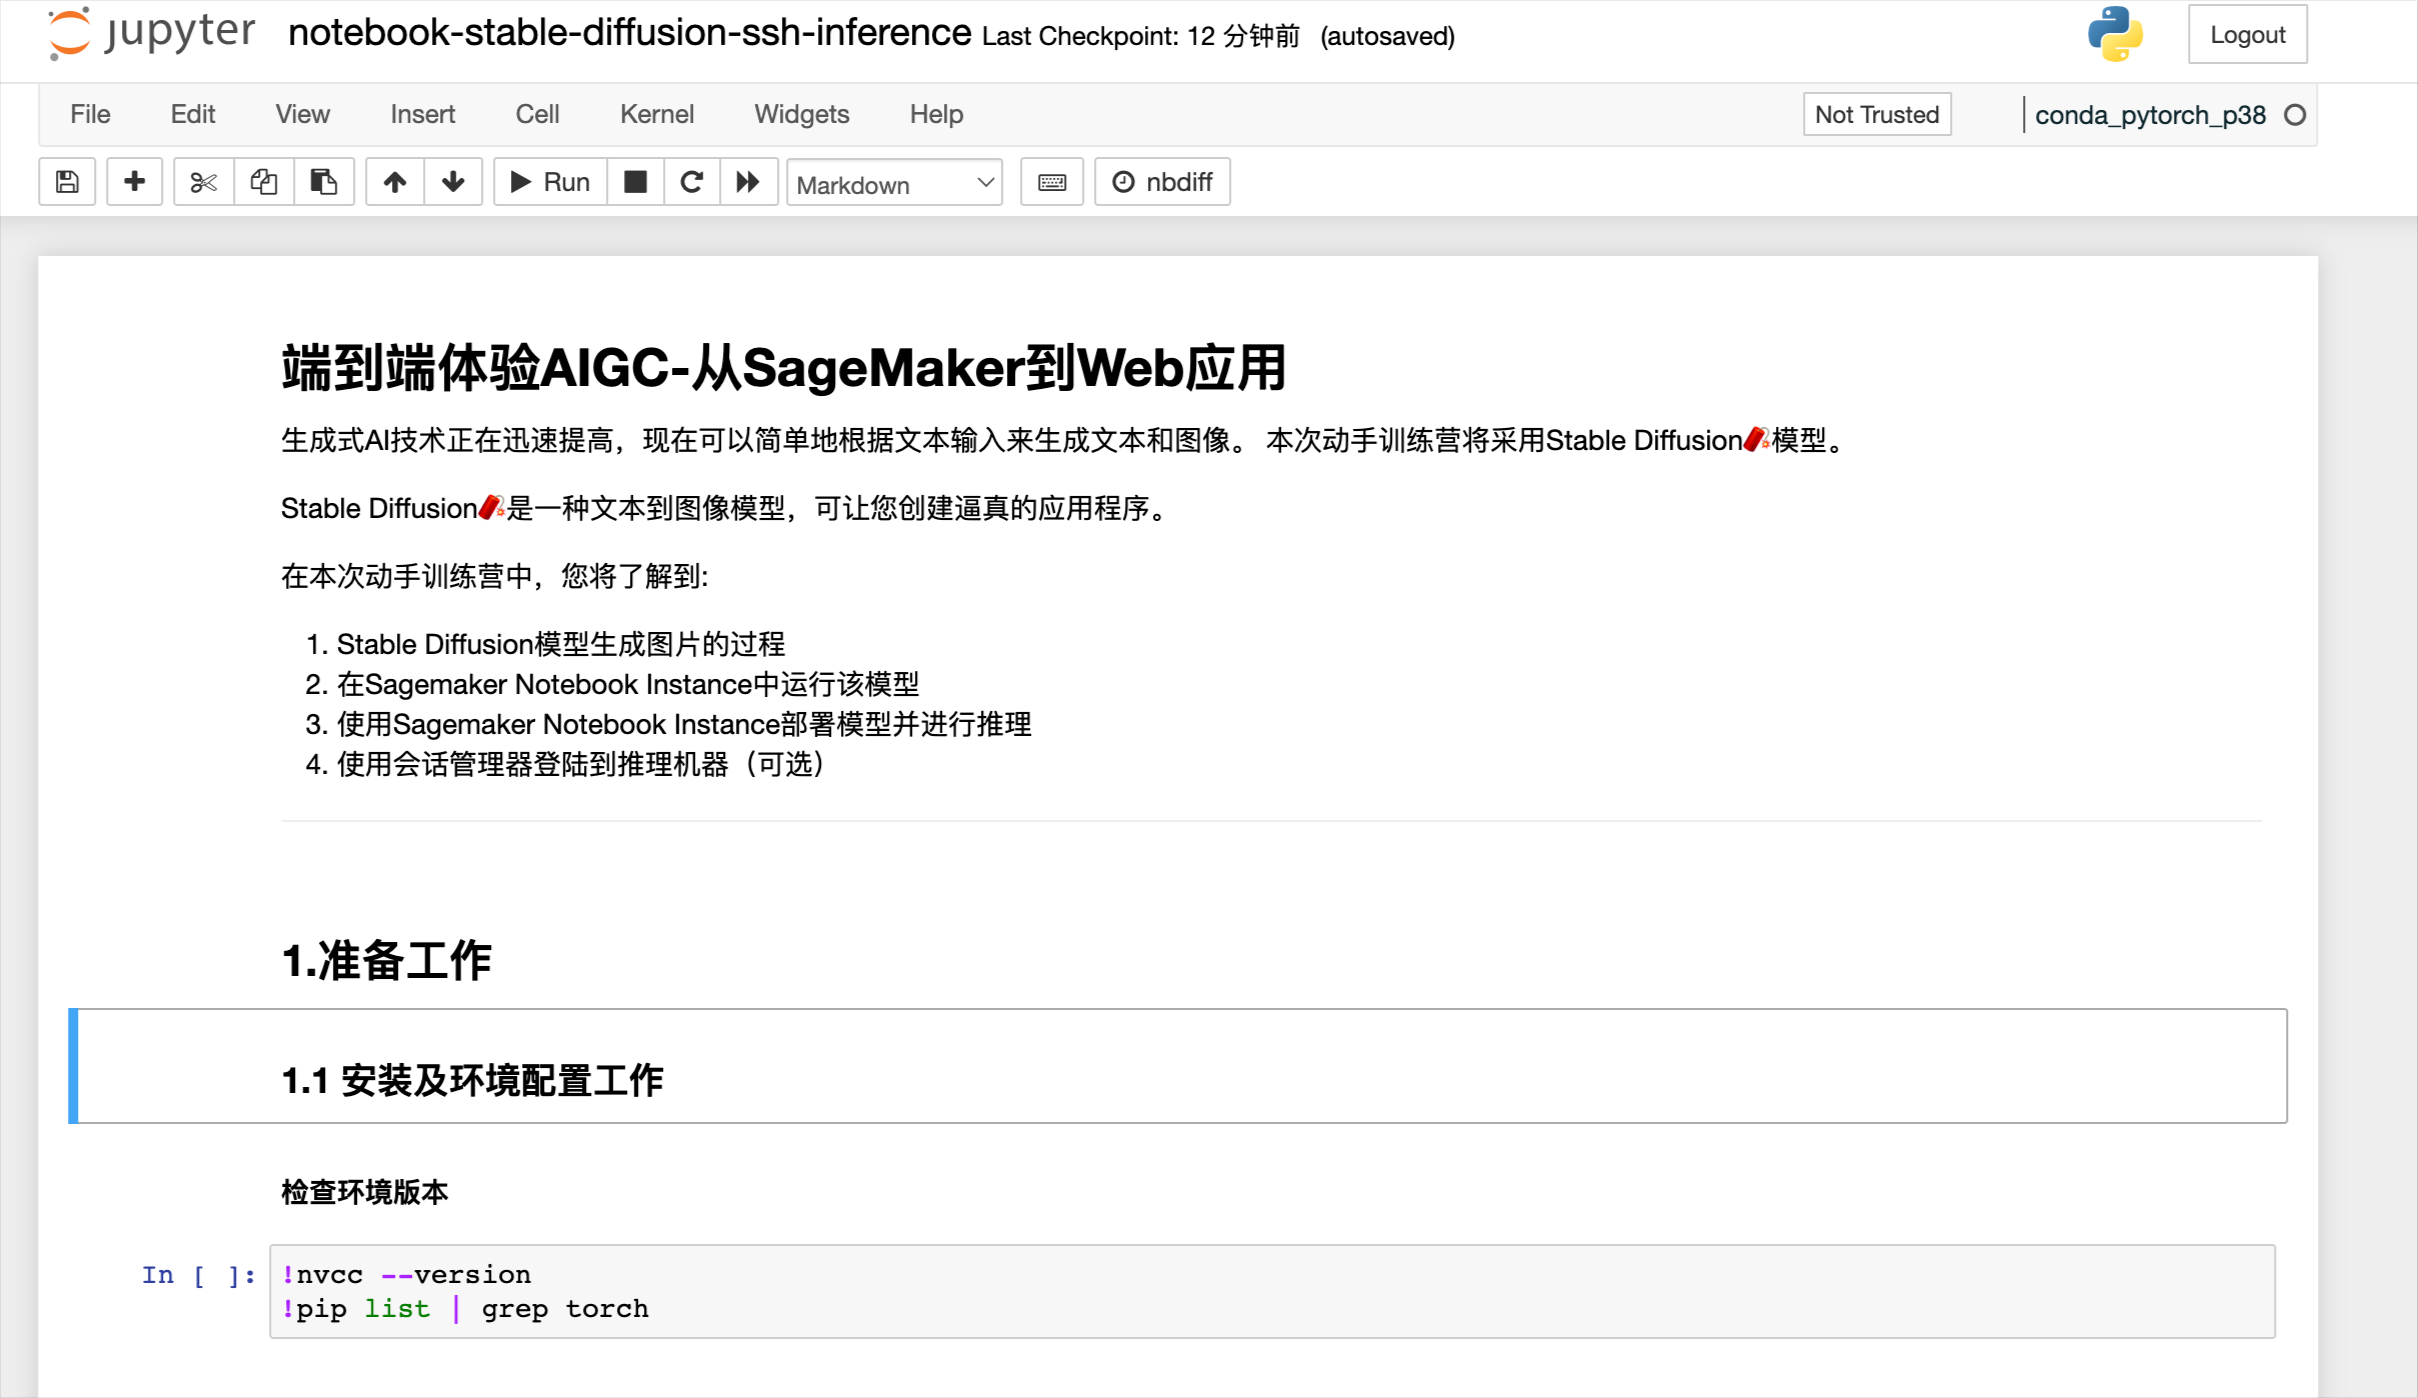 jupyter notebook-stable-diffusion-ssh-inference Last Checkpoint: 12 分钟前 (autosaved) Logout
File Edit View Insert Cell Kernel Widgets Help Not Trusted conda_pytorch_p38
Run Markdown nbdiff
端到端体验AIGC-从SageMaker到Web应用
生成式AI技术正在迅速提高，现在可以简单地根据文本输入来生成文本和图像。 本次动手训练营将采用Stable Diffusion🧨模型。
Stable Diffusion🧨是一种文本到图像模型，可让您创建逼真的应用程序。
在本次动手训练营中，您将了解到:
1. Stable Diffusion模型生成图片的过程
2. 在Sagemaker Notebook Instance中运行该模型
3. 使用Sagemaker Notebook Instance部署模型并进行推理
4. 使用会话管理器登陆到推理机器（可选）
1.准备工作
1.1 安装及环境配置工作
检查环境版本
In [ ]: !nvcc --version
!pip list | grep torch